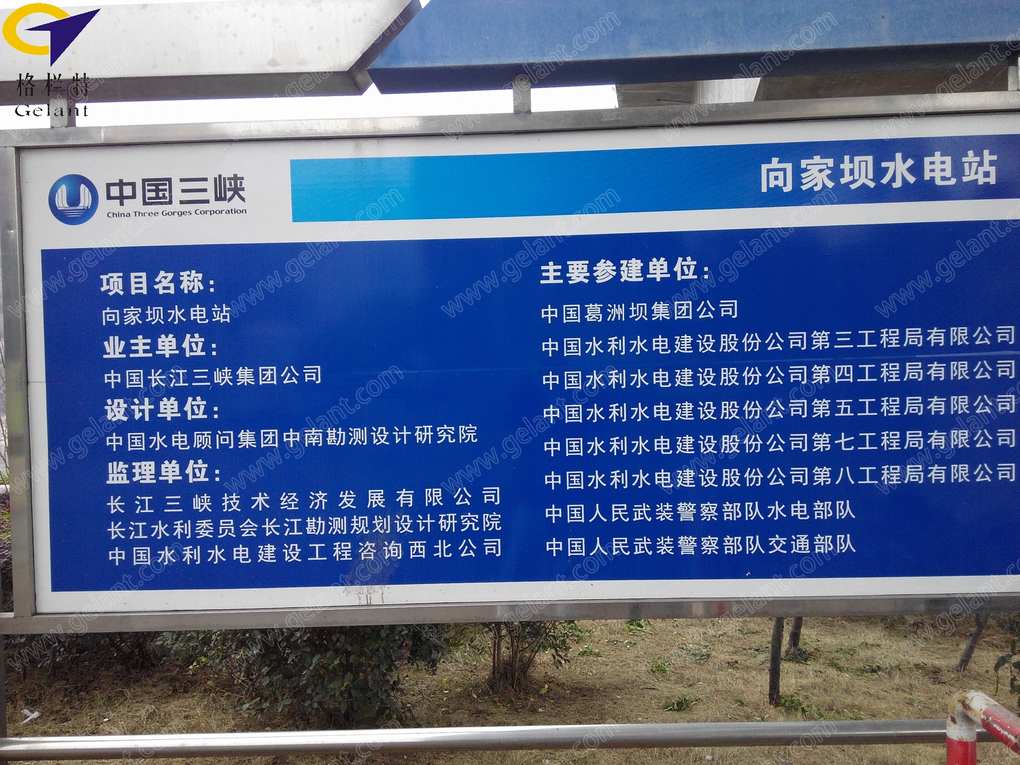 格栏特
Gelant
中国三峡
China Three Gorges Corporation
向家坝水电站
项目名称:
向家坝水电站
业主单位:
中国长江三峡集团公司
设计单位:
中国水电顾问集团中南勘测设计研究院
监理单位:
长江三峡技术经济发展有限公司
长江水利委员会长江勘测规划设计研究院
中国水利水电建设工程咨询西北公司
主要参建单位:
中国葛洲坝集团公司
中国水利水电建设股份公司第三工程局有限公司
中国水利水电建设股份公司第四工程局有限公司
中国水利水电建设股份公司第五工程局有限公司
中国水利水电建设股份公司第七工程局有限公司
中国水利水电建设股份公司第八工程局有限公司
中国人民武装警察部队水电部队
中国人民武装警察部队交通部队
www.gelant.com